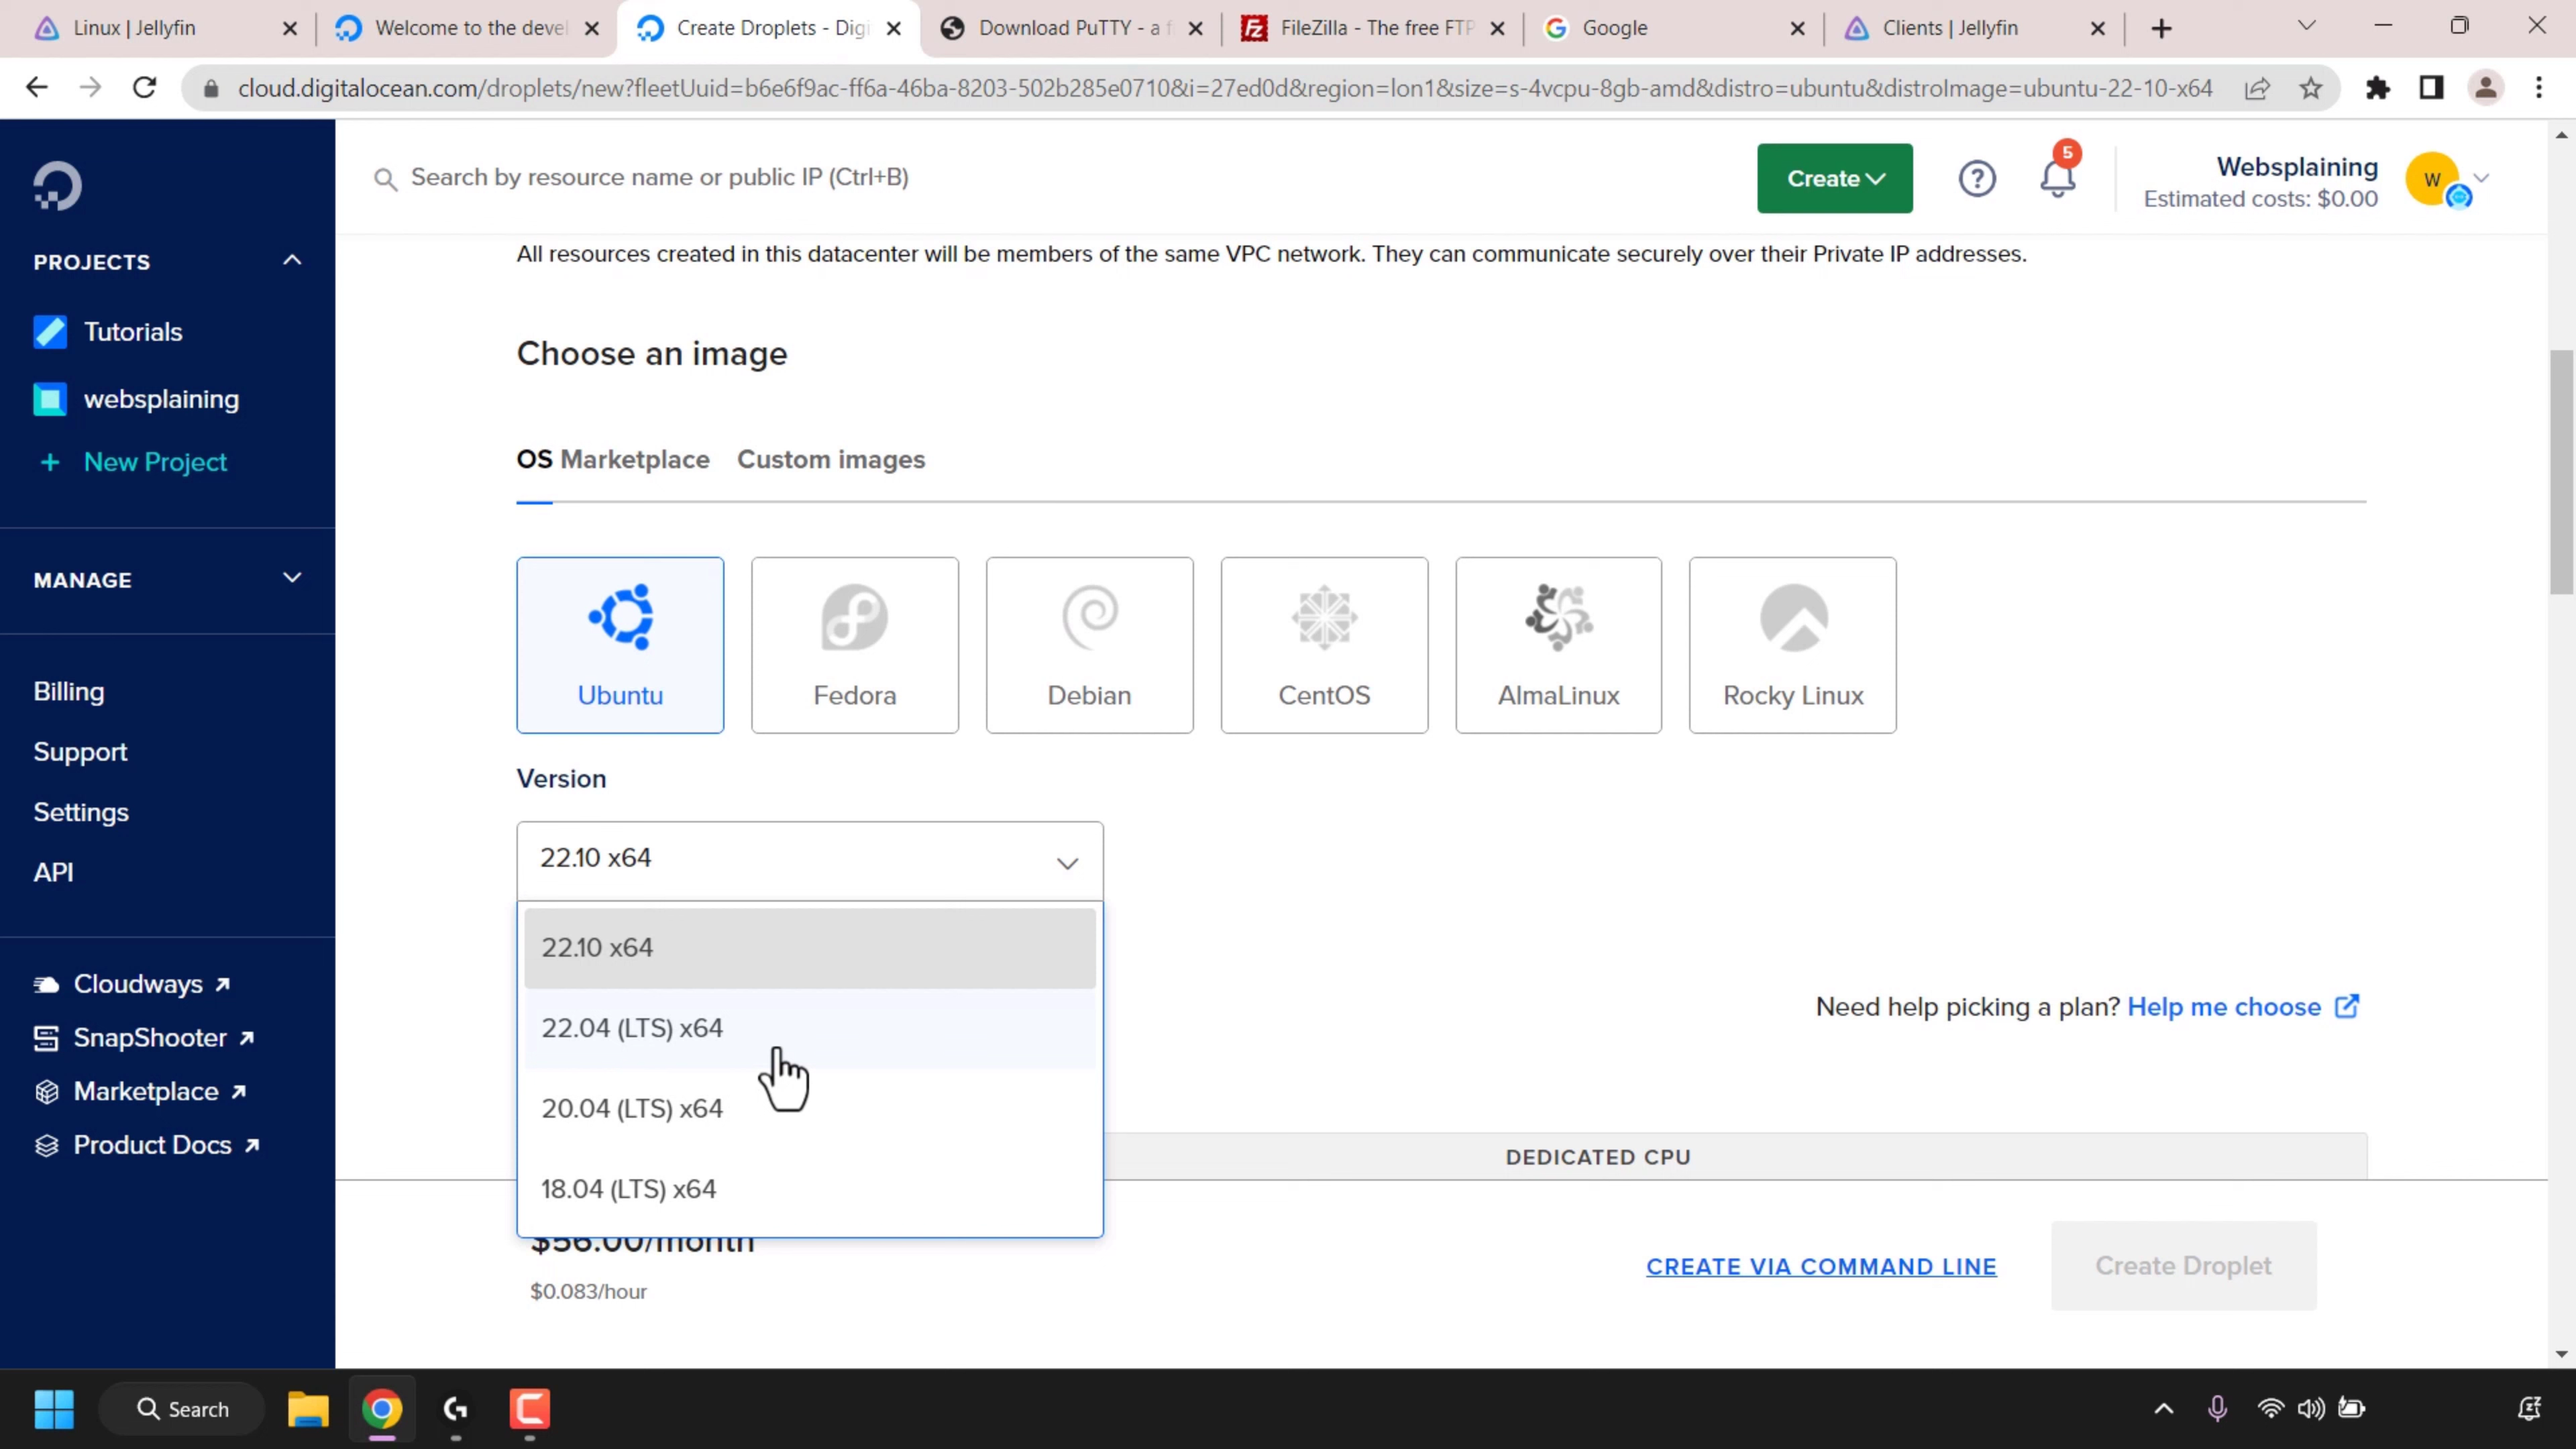 Linux | Jellyfin
Welcome to the devel
Create Droplets - Digi
Download PuTTY - a f
FileZilla - The free FTP
Google
Clients | Jellyfin
cloud.digitalocean.com/droplets/new?fleetUuid=b6e6f9ac-ff6a-46ba-8203-502b285e0710&i=27ed0d&region=lon1&size=s-4vcpu-8gb-amd&distro=ubuntu&distroImage=ubuntu-22-10-x64
Search by resource name or public IP (Ctrl+B)
Create
5
Websplaining
Estimated costs: $0.00
W
PROJECTS
Tutorials
websplaining
+ New Project
MANAGE
Billing
Support
Settings
API
Cloudways
SnapShooter
Marketplace
Product Docs
All resources created in this datacenter will be members of the same VPC network. They can communicate securely over their Private IP addresses.
Choose an image
OS Marketplace Custom images
Ubuntu
Fedora
Debian
CentOS
AlmaLinux
Rocky Linux
Version
22.10 x64
22.10 x64
22.04 (LTS) x64
20.04 (LTS) x64
18.04 (LTS) x64
Need help picking a plan? Help me choose
DEDICATED CPU
$56.00/month
$0.083/hour
CREATE VIA COMMAND LINE
Create Droplet
Search